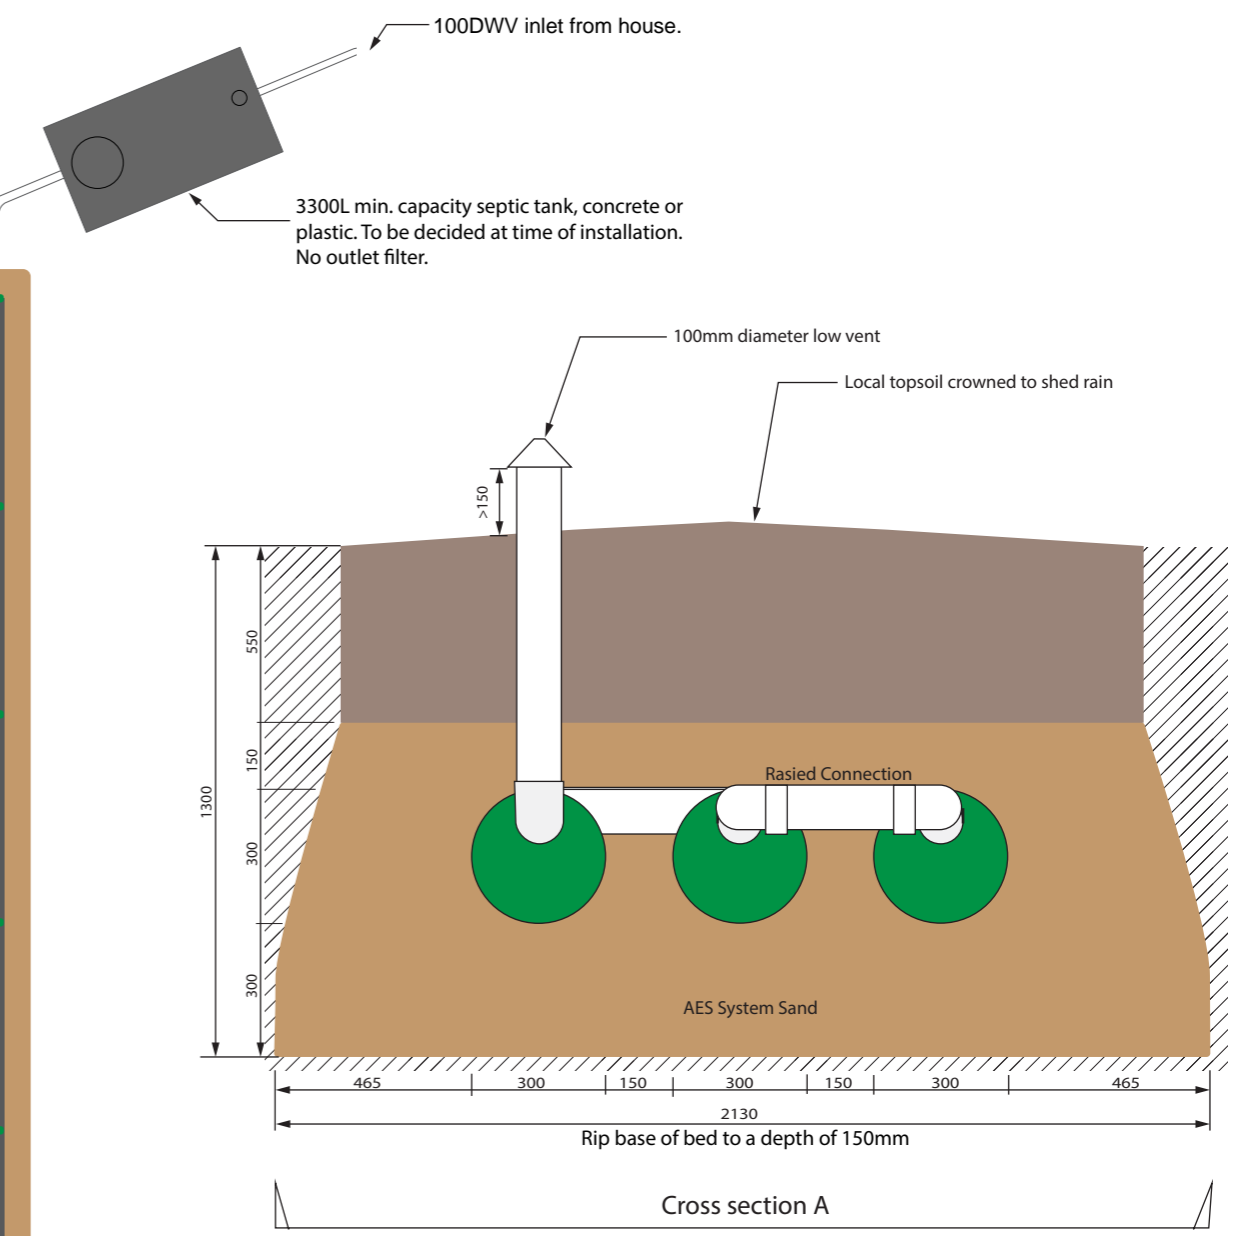 100DWV inlet from house.
3300L min. capacity septic tank, concrete or
plastic. To be decided at time of installation.
No outlet filter.
100mm diameter low vent
Local topsoil crowned to shed rain
>150
550
150
1300
300
300
Rasied Connection
AES System Sand
465 300 150 300 150 300 465
2130
Rip base of bed to a depth of 150mm
Cross section A